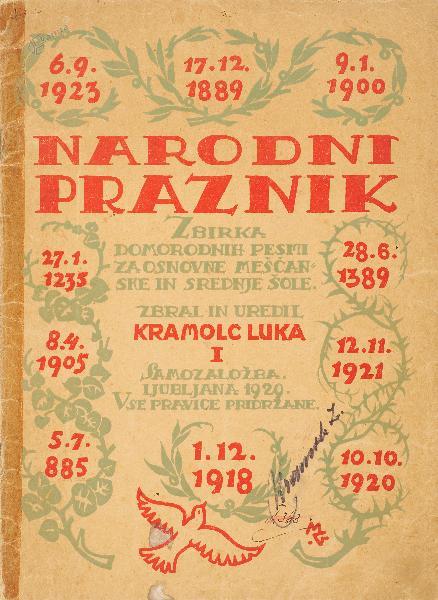 6.9.
1923
17.12.
1889
9.1.
1900
NARODNI
PRAZNIK
ZBIRKA
DOMORODNIH PESMI
ZA OSNOVNE MEŠČAN-
SKE IN SREDNJE ŠOLE.
ZBRAL IN UREDIL
KRAMOLC LUKA
I
SAMOZALOŽBA.
LJUBLJANA 1929.
VSE PRAVICE PRIDRŽANE.
27.1.
1235
28.6.
1389
8.4.
1905
12.11.
1921
5.7.
885
1.12.
1918
10.10.
1920